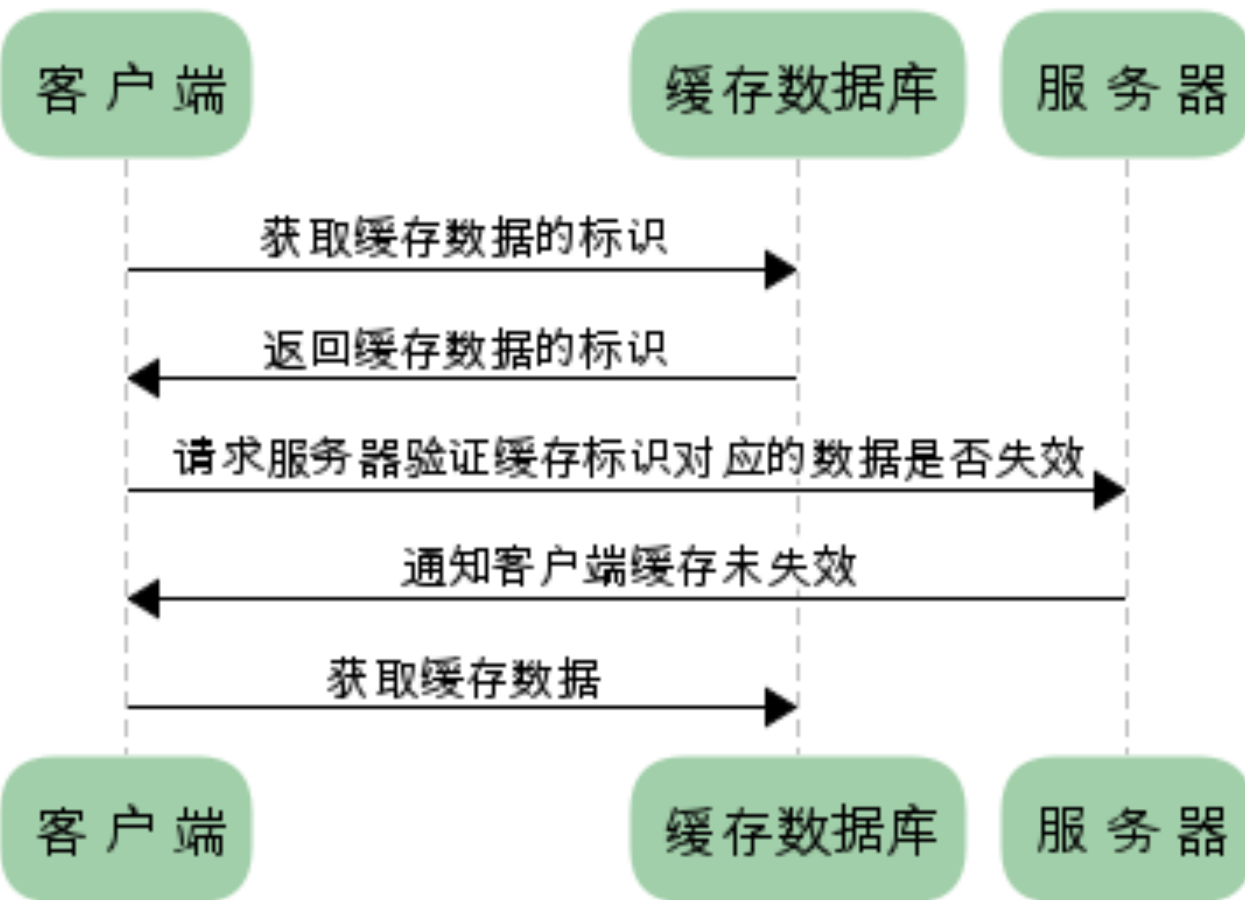 客户端 缓存数据库 服务器
获取缓存数据的标识
返回缓存数据的标识
请求服务器验证缓存标识对应的数据是否失效
通知客户端缓存未失效
获取缓存数据
客户端 缓存数据库 服务器